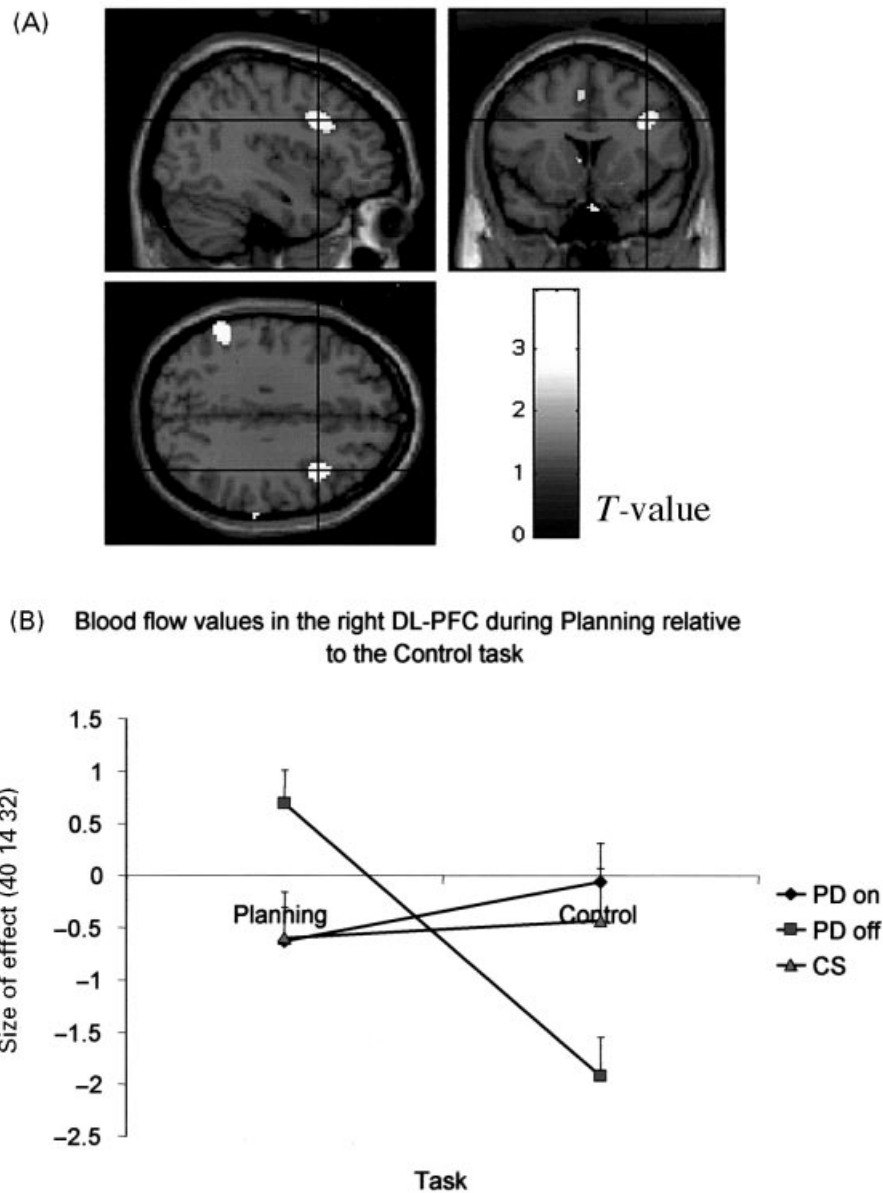 (A)
3
2
1
0
T-value
(B) Blood flow values in the right DL-PFC during Planning relative
to the Control task
Size of effect (40 14 32)
1.5
1
0.5
0
−0.5
−1
−1.5
−2
−2.5
Planning
Control
PD on
PD off
CS
Task